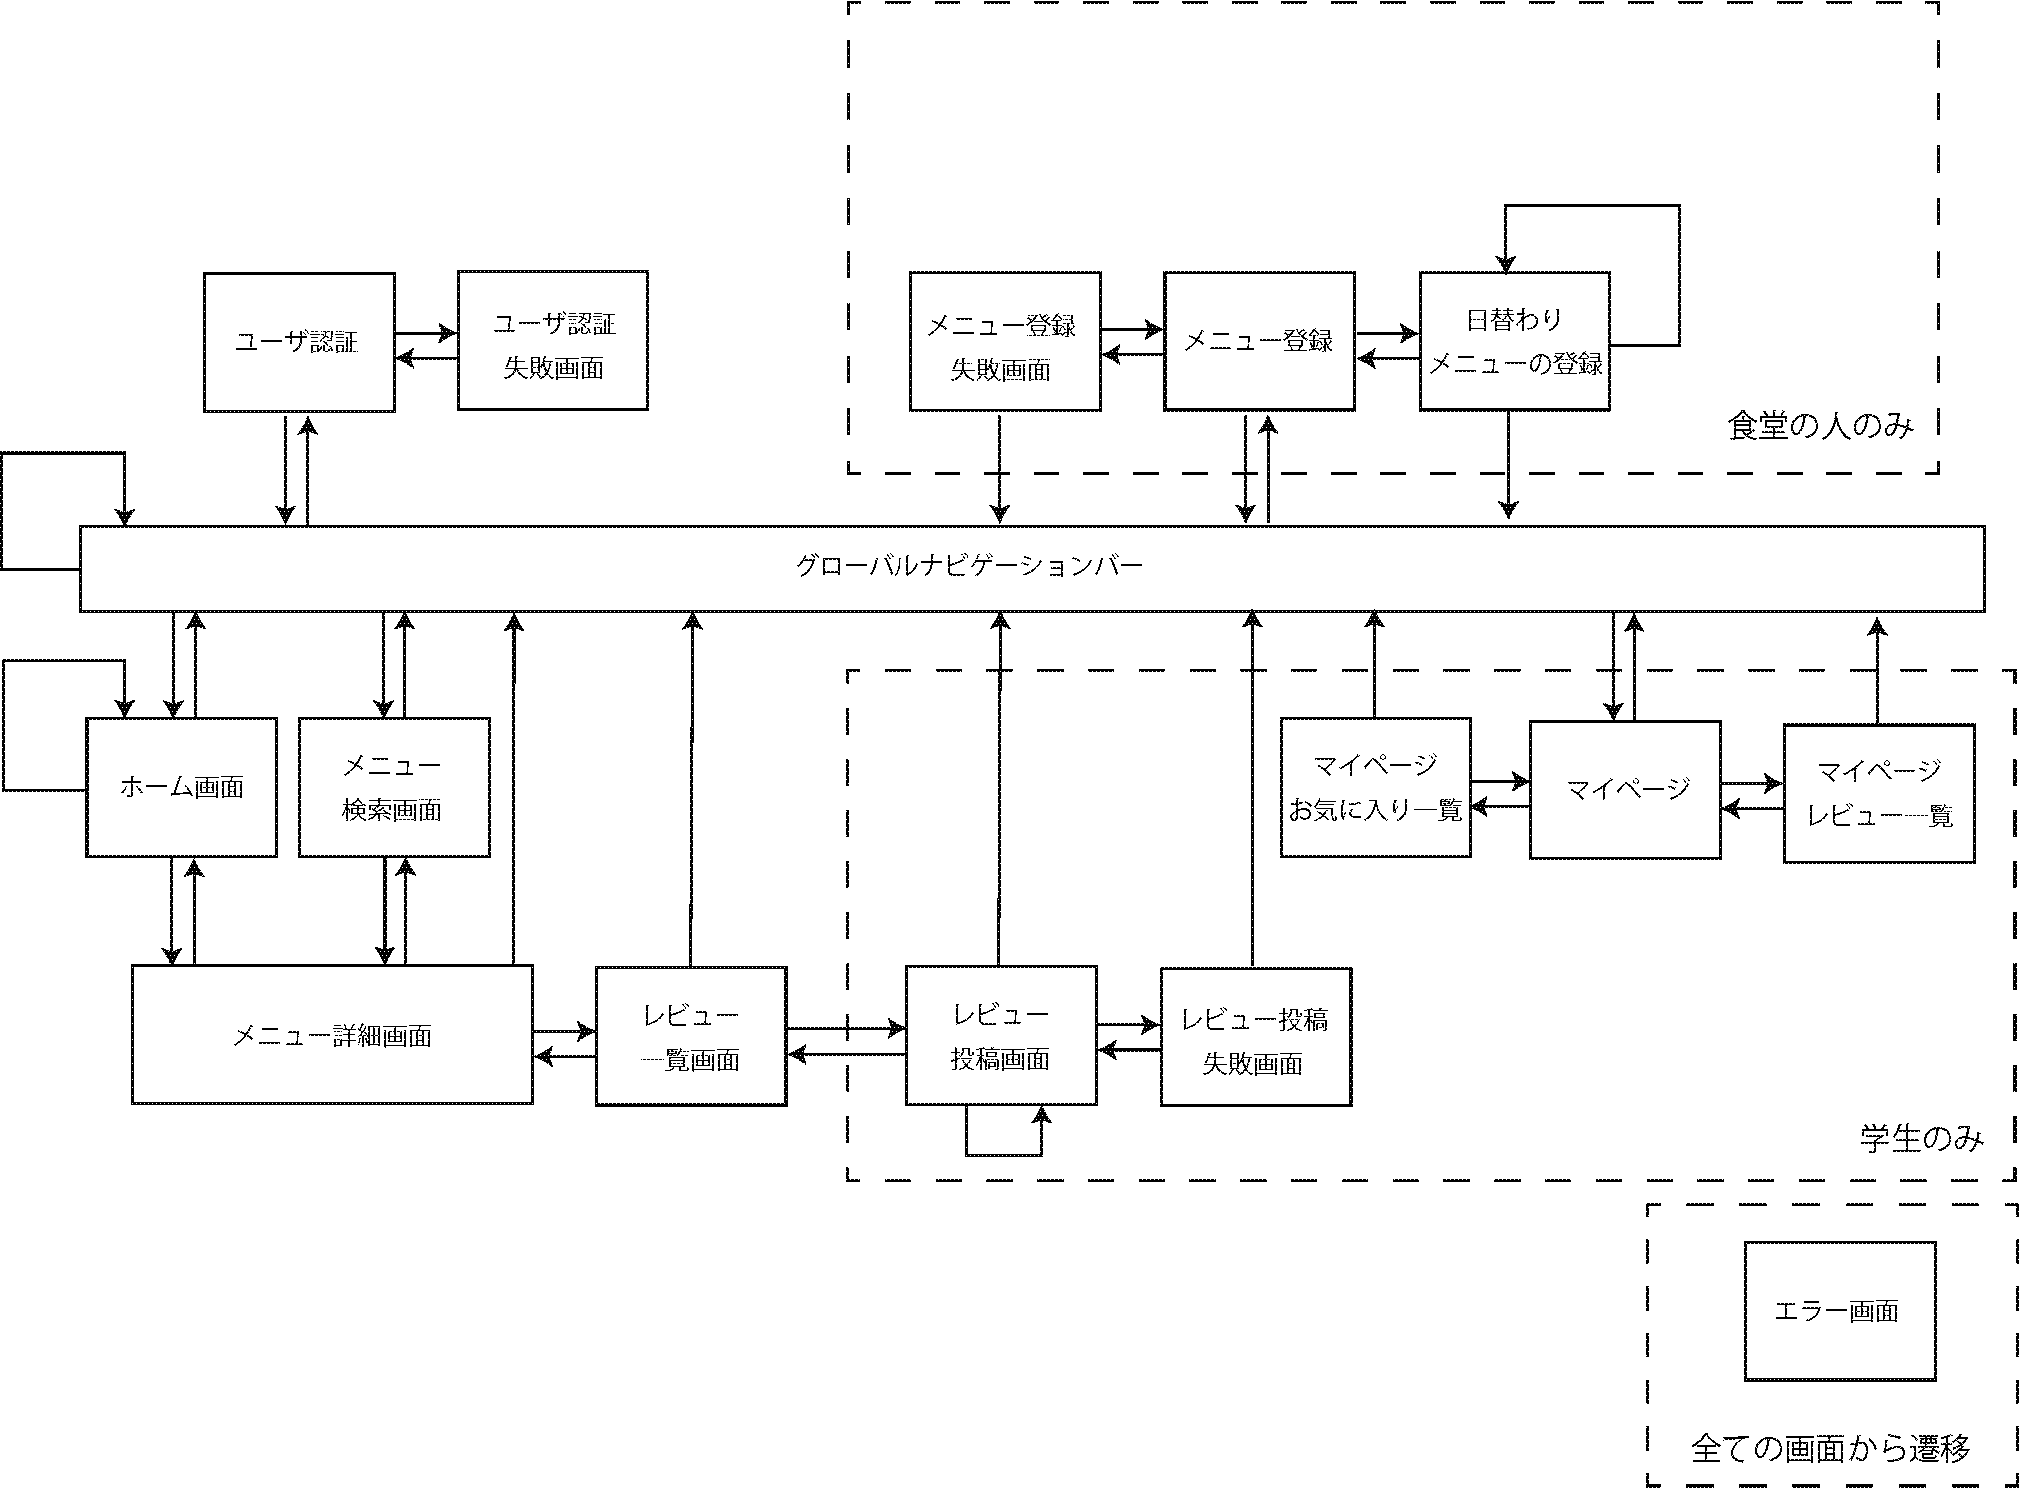 ユーザ認証
ユーザ認証
失敗画面
メニュー登録
失敗画面
メニュー登録
日替わり
メニューの登録
食堂の人のみ
グローバルナビゲーションバー
ホーム画面
メニュー
検索画面
マイページ
お気に入り一覧
マイページ
マイページ
レビュー一覧
メニュー詳細画面
レビュー
一覧画面
レビュー
投稿画面
レビュー投稿
失敗画面
学生のみ
エラー画面
全ての画面から遷移